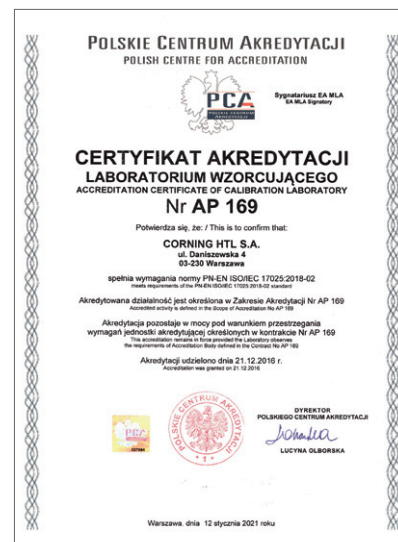 POLSKIE CENTRUM AKREDYTACJI
POLISH CENTRE FOR ACCREDITATION
PCA
POLSKIE CENTRUM
AKREDYTACJI
Sygnatariusz EA MLA
EA MLA Signatory
CERTYFIKAT AKREDYTACJI
LABORATORIUM WZORCUJĄCEGO
ACCREDITATION CERTIFICATE OF CALIBRATION LABORATORY
Nr AP 169
Potwierdza się, że: / This is to confirm that:
CORNING HTL S.A.
ul. Daniszewska 4
03-230 Warszawa
spełnia wymagania normy PN-EN ISO/IEC 17025:2018-02
meets requirements of the PN-EN ISO/IEC 17025:2018-02 standard
Akredytowana działalność jest określona w Zakresie Akredytacji Nr AP 169
Accredited activity is defined in the Scope of Accreditation No AP 169
Akredytacja pozostaje w mocy pod warunkiem przestrzegania
wymagań jednostki akredytującej określonych w kontrakcie Nr AP 169
This accreditation remains in force provided the Laboratory observes
the requirements of Accreditation Body defined in the Contract No AP 169
Akredytacji udzielono dnia 21.12.2016 r.
Accreditation was granted on 21.12.2016
PCA
POLSKIE CENTRUM AKREDYTACJI
1
DYREKTOR
POLSKIEGO CENTRUM AKREDYTACJI
LUCYNA OLBORSKA
Warszawa, dnia 12 stycznia 2021 roku